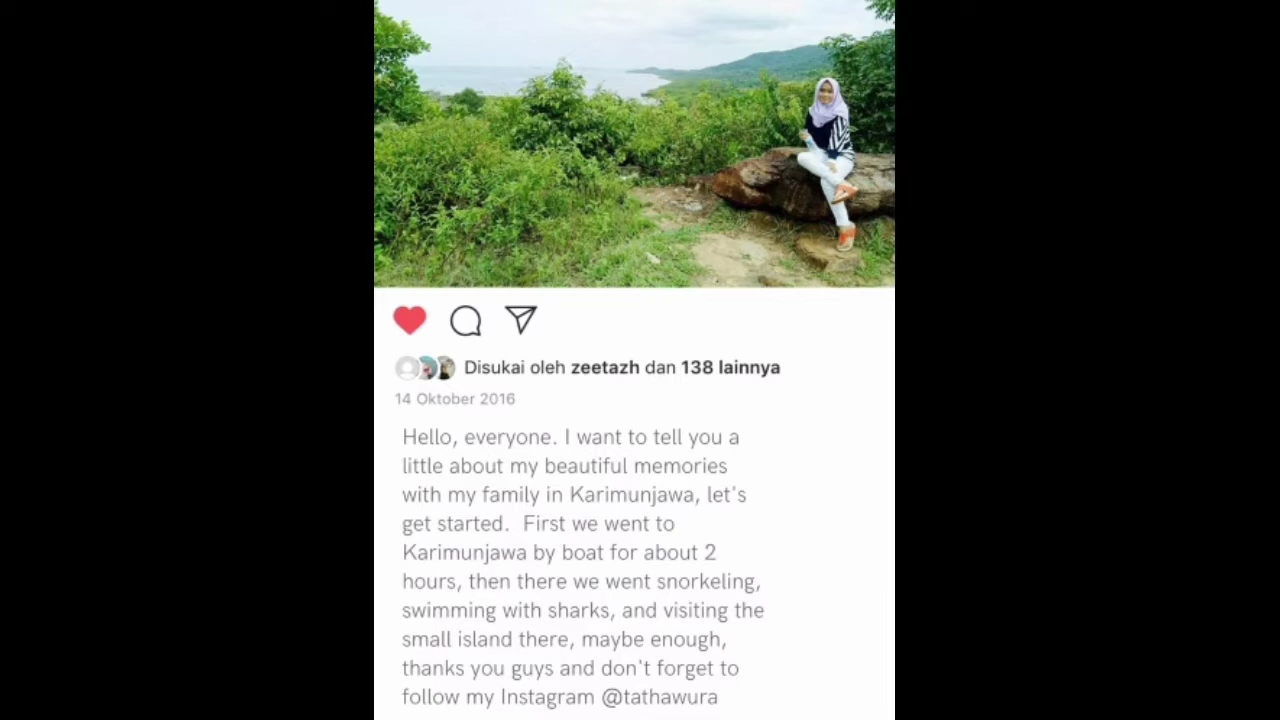 Disukai oleh zeetazh dan 138 lainnya
14 Oktober 2016
Hello, everyone. I want to tell you a
little about my beautiful memories
with my family in Karimunjawa, let's
get started.  First we went to
Karimunjawa by boat for about 2
hours, then there we went snorkeling,
swimming with sharks, and visiting the
small island there, maybe enough,
thanks you guys and don't forget to
follow my Instagram @tathawura